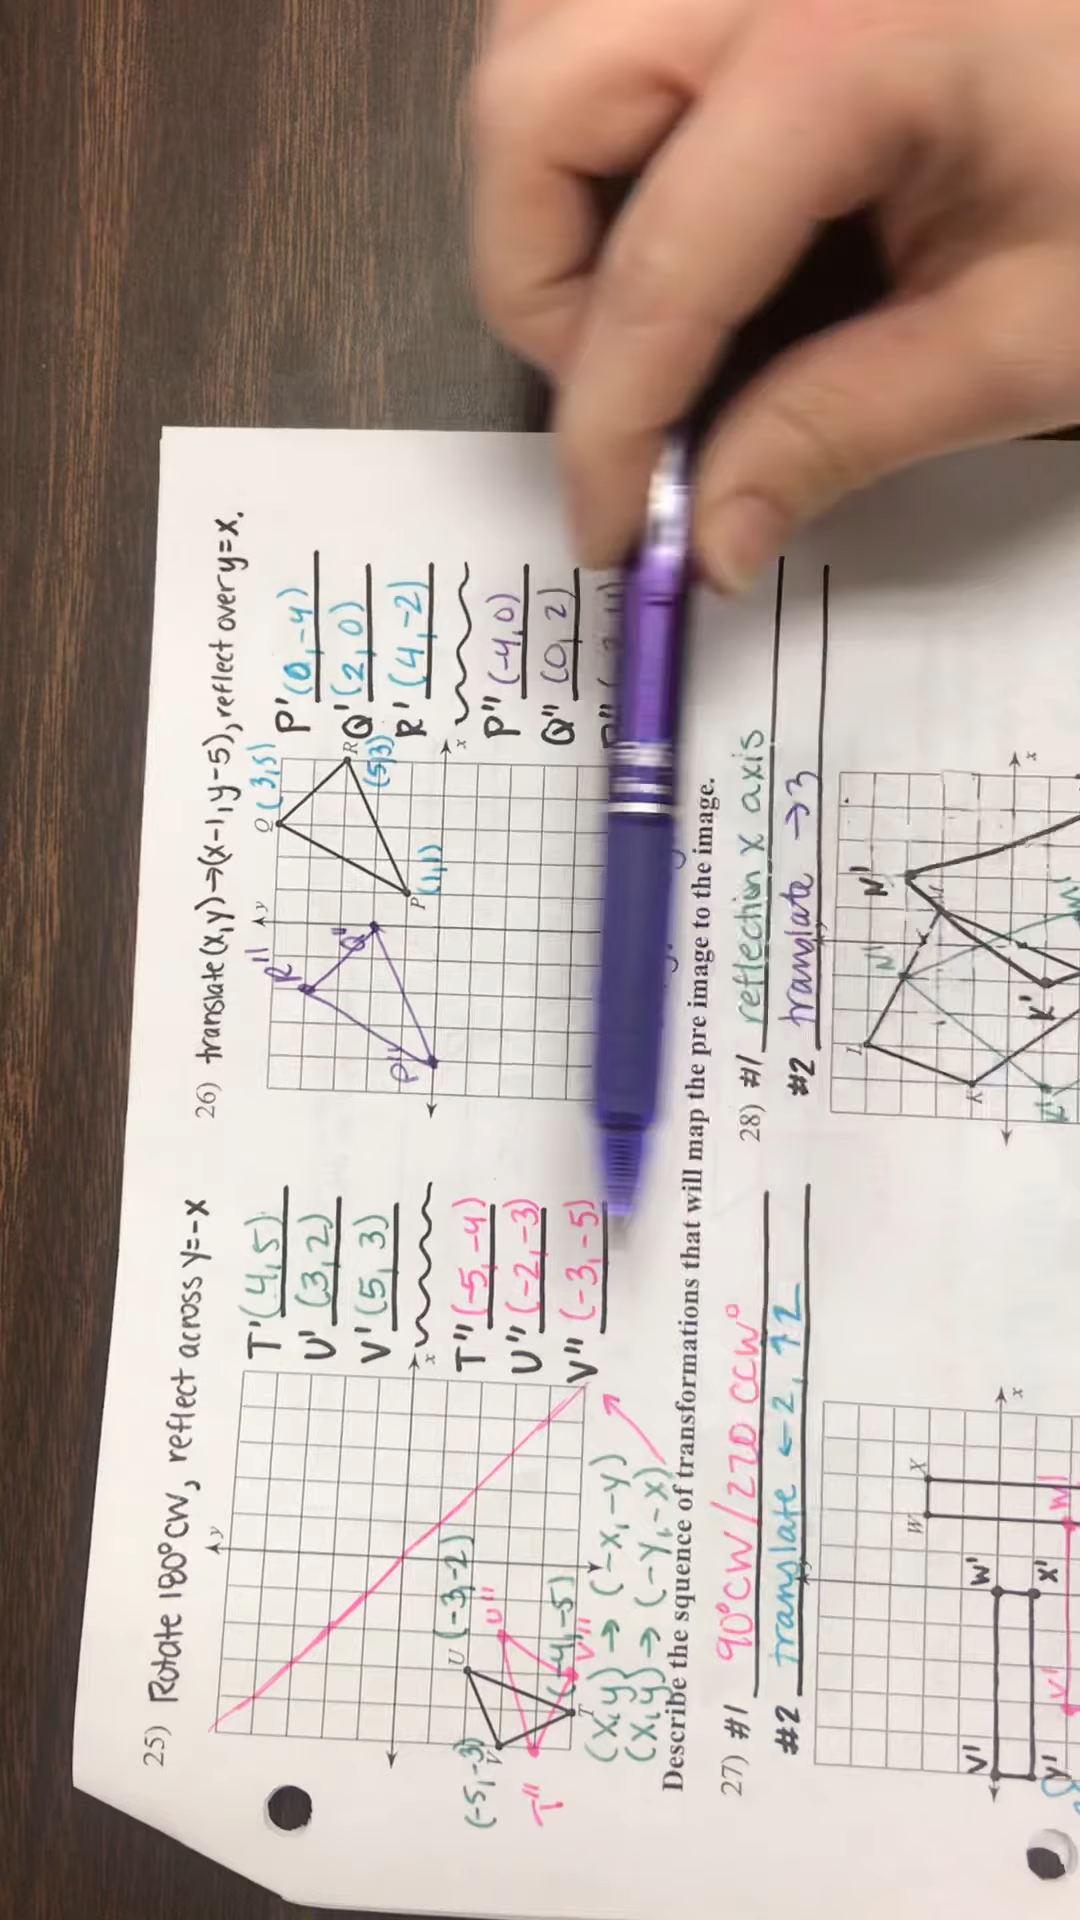 25) Rotate 180° CW, reflect across y=-x
T' (4, 5)
U' (3, 2)
V' (5, 3)
T" (-5, -4)
U" (-2, -3)
V" (-3, -5)
y
x
U (-3, -2)
(-5, -3)
V
T
(-4, -5)
T"
U"
V"
(x, y) → (-x, -y)
(x, y) → (-y, -x)
26) translate (x, y) → (x-1, y-5), reflect over y=x.
P' (0, -4)
Q' (2, 0)
R' (4, -2)
P" (-4, 0)
Q" (0, 2)
y
x
Q (3, 5)
R
(5, 3)
P
(1, 1)
R"
Q"
P"
Describe the squence of transformations that will map the pre image to the image.
27) #1 90° CW/270 CCW°
#2 translate ← 2, ↑2
W
X
x
V'
W'
Y'
X'
V'
W'
28) #1 reflection x axis
#2 translate → 3
L
N'
N'
K
K'
K'
M'
x